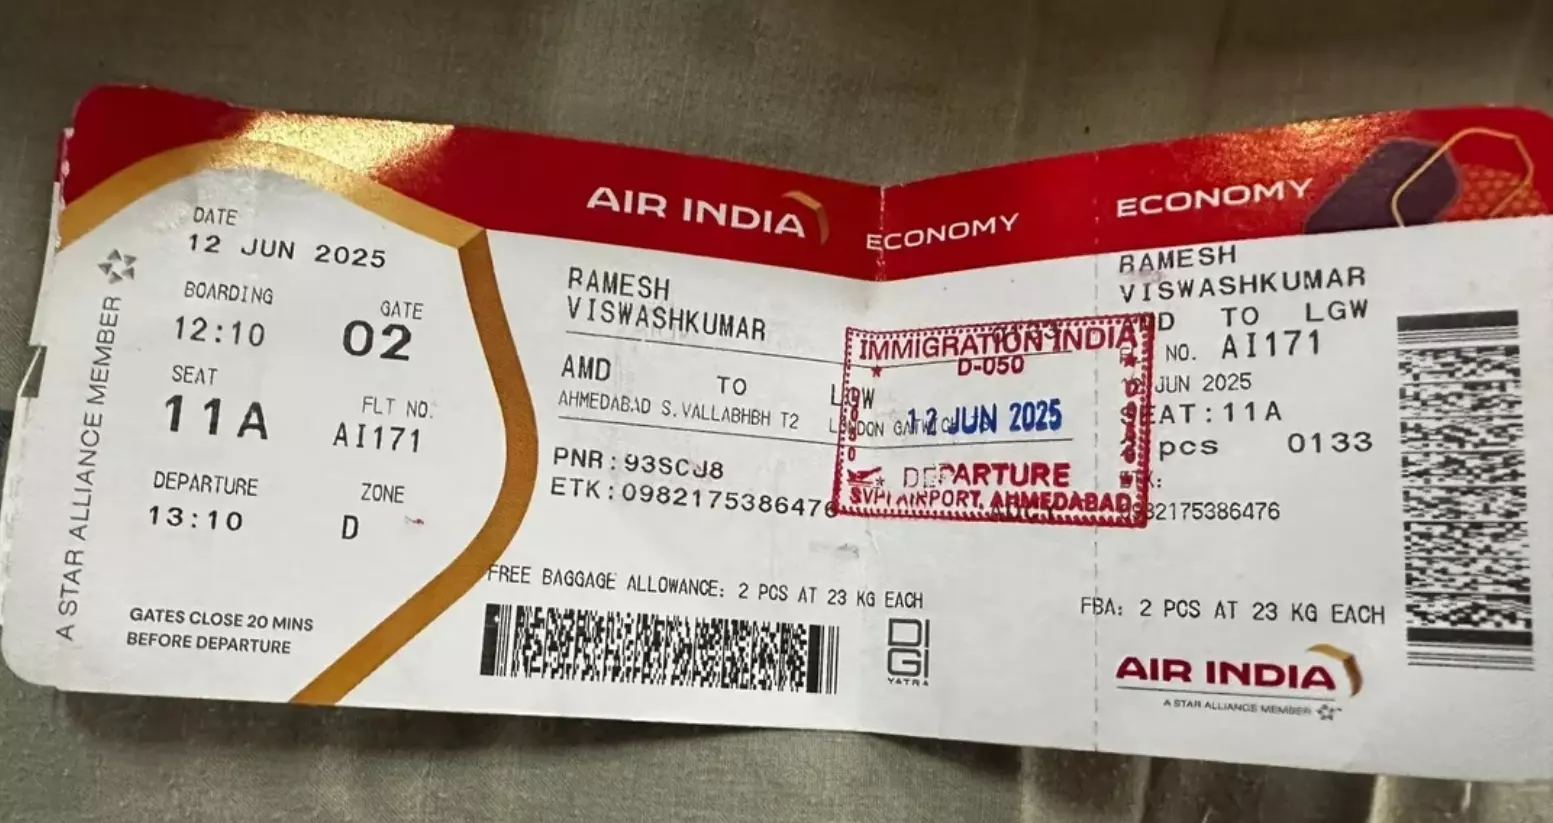 AIR INDIA
ECONOMY
ECONOMY
A STAR ALLIANCE MEMBER
DATE
12 JUN 2025
BOARDING
12:10
GATE
02
SEAT
11A
FLT NO.
AI171
DEPARTURE
13:10
ZONE
D
GATES CLOSE 20 MINS
BEFORE DEPARTURE
RAMESH
VISWASHKUMAR
AMD TO LGW
AHMEDABAD S.VALLABHBH T2
PNR:93SCJ8
ETK:0982175386476
FREE BAGGAGE ALLOWANCE: 2 PCS AT 23 KG EACH
DIGI
YATRA
IMMIGRATION INDIA
D-050
12 JUN 2025
DEPARTURE
SVPI AIRPORT, AHMEDABAD
RAMESH
VISWASHKUMAR
TO LGW
NO. AI171
JUN 2025
SEAT:11A
pcs 0133
82175386476
FBA: 2 PCS AT 23 KG EACH
AIR INDIA
A STAR ALLIANCE MEMBER